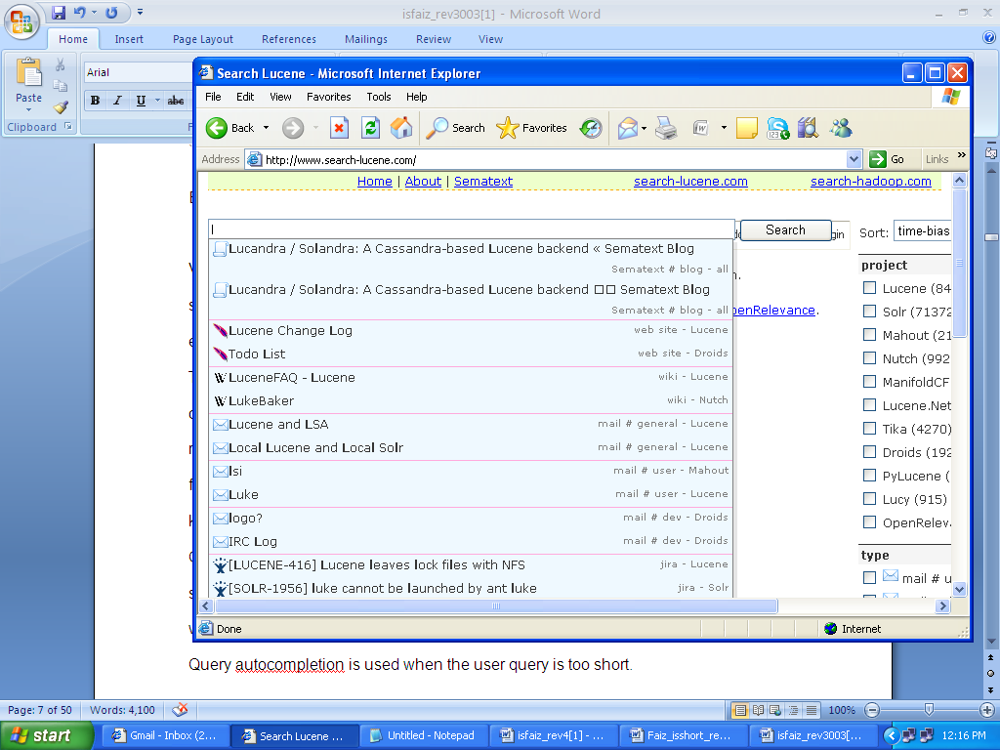 isfaiz_rev3003[1] - Microsoft Word
Home Insert Page Layout References Mailings Review View
Paste
Clipboard
Arial
B I U abc
Search Lucene - Microsoft Internet Explorer
File Edit View Favorites Tools Help
Back Search Favorites
Address http://www.search-lucene.com/ Go Links »
Home | About | Sematext search-lucene.com search-hadoop.com
l Search Sort: time-bias
Lucandra / Solandra: A Cassandra-based Lucene backend « Sematext Blog
Sematext # blog - all
Lucandra / Solandra: A Cassandra-based Lucene backend □□ Sematext Blog
Sematext # blog - all
Lucene Change Log web site - Lucene
Todo List web site - Droids
LuceneFAQ - Lucene wiki - Lucene
LukeBaker wiki - Nutch
Lucene and LSA mail # general - Lucene
Local Lucene and Local Solr mail # general - Lucene
lsi mail # user - Mahout
Luke mail # user - Lucene
logo? mail # dev - Droids
IRC Log mail # dev - Droids
[LUCENE-416] Lucene leaves lock files with NFS jira - Lucene
[SOLR-1956] luke cannot be launched by ant luke jira - Solr
penRelevance.
project
Lucene (84
Solr (71372
Mahout (21
Nutch (992
ManifoldCF
Lucene.Net
Tika (4270)
Droids (192
PyLucene (
Lucy (915)
OpenRelev
type
mail # u
Done Internet
Query autocompletion is used when the user query is too short.
Page: 7 of 50 Words: 4,100 100%
start Gmail - Inbox (2... Search Lucene ... Untitled - Notepad isfaiz_rev4[1] - ... Faiz_isshort_re... isfaiz_rev3003[... 12:16 PM